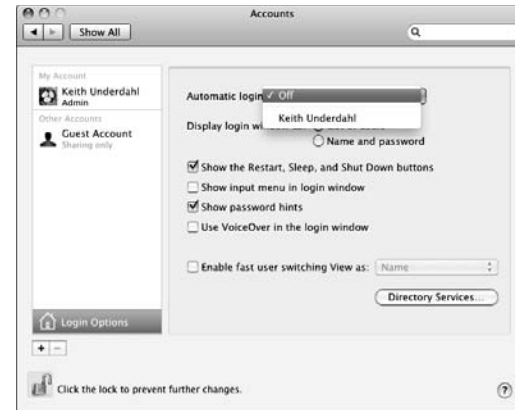 Accounts
Show All
My Account
Keith Underdahl
Admin
Other Accounts
Guest Account
Sharing only
Login Options
Automatic login
✓ Off
Keith Underdahl
Display login
Name and password
Show the Restart, Sleep, and Shut Down buttons
Show input menu in login window
Show password hints
Use VoiceOver in the login window
Enable fast user switching View as: Name
Directory Services...
+ −
Click the lock to prevent further changes.
?